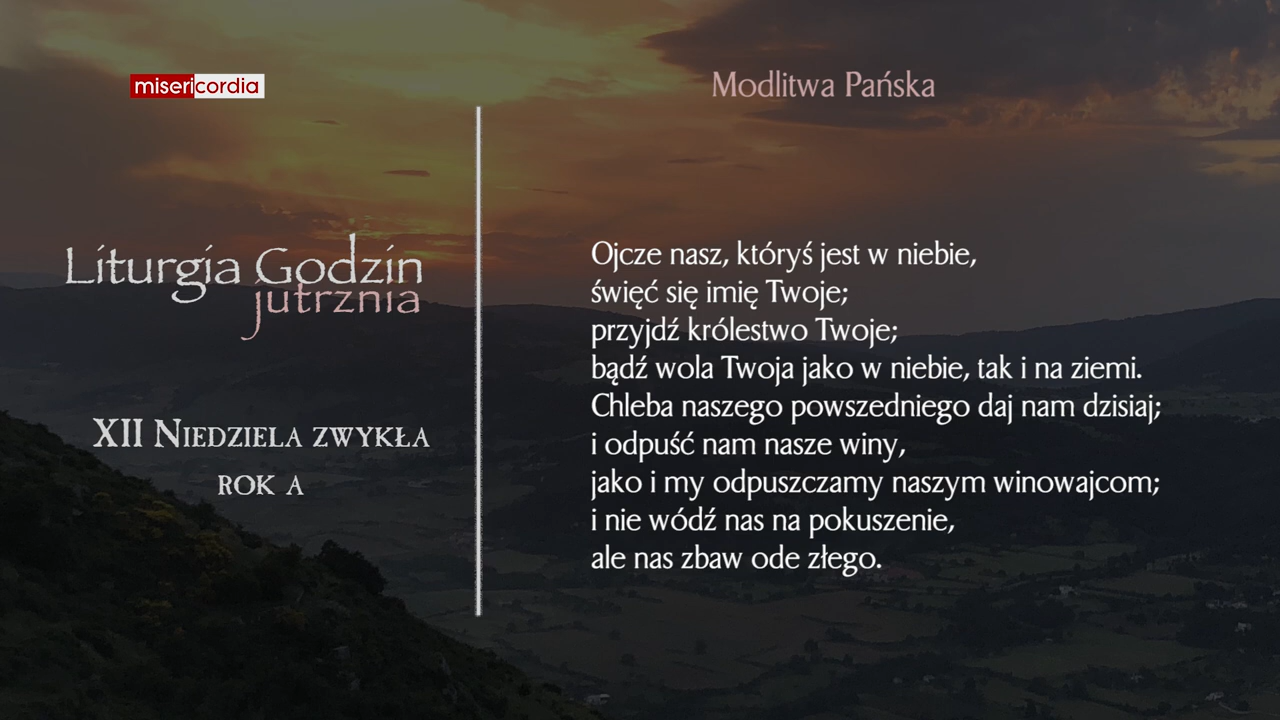 misericordia
Liturgia Godzin
jutrznia
XII Niedziela zwykła
rok a
Modlitwa Pańska
Ojcze nasz, któryś jest w niebie,
święć się imię Twoje;
przyjdź królestwo Twoje;
bądź wola Twoja jako w niebie, tak i na ziemi.
Chleba naszego powszedniego daj nam dzisiaj;
i odpuść nam nasze winy,
jako i my odpuszczamy naszym winowajcom;
i nie wódź nas na pokuszenie,
ale nas zbaw ode złego.